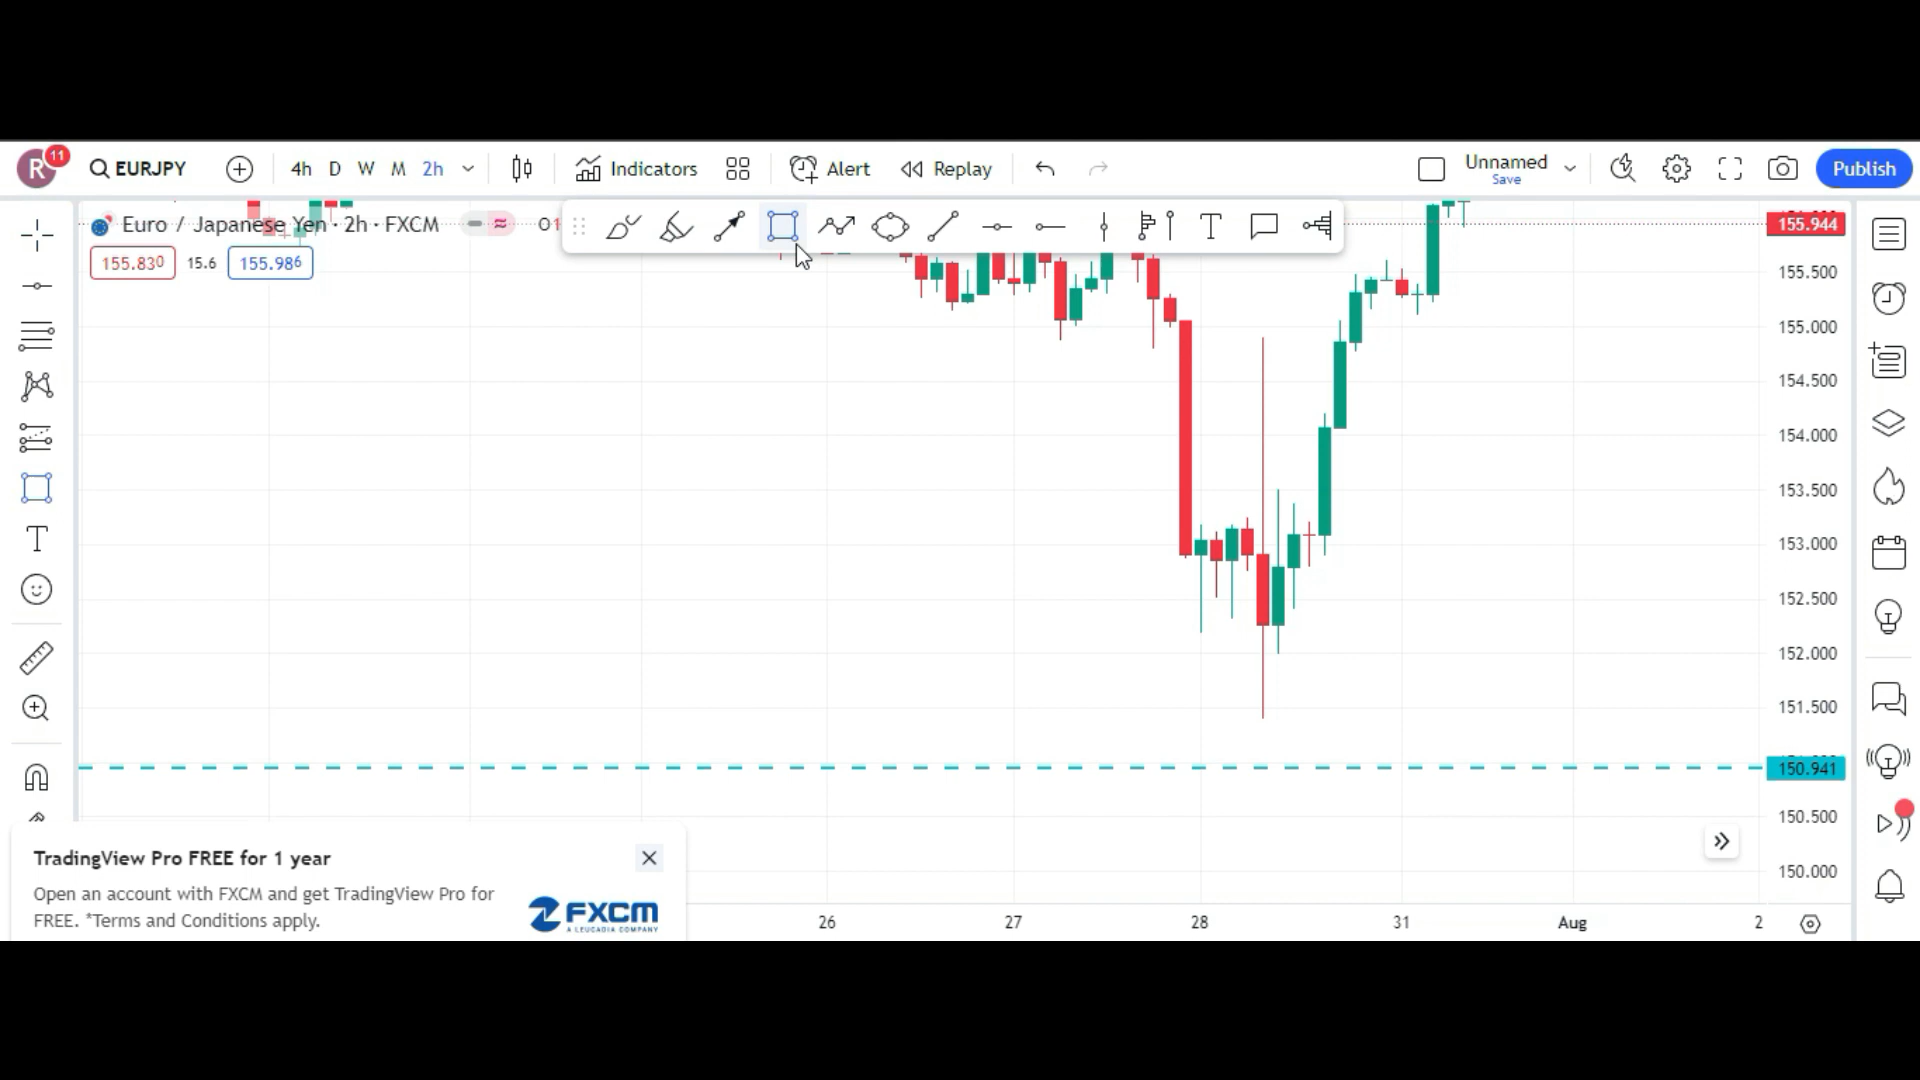 R 11 EURJPY 4h D W M 2h Indicators Alert Replay Unnamed Save Publish
Euro / Japanese Yen · 2h · FXCM O1
155.944
155.830 15.6 155.986
155.500
155.000
154.500
154.000
153.500
153.000
152.500
152.000
151.500
150.941
150.500
150.000
TradingView Pro FREE for 1 year
Open an account with FXCM and get TradingView Pro for
FREE. *Terms and Conditions apply.
FXCM
A LEUCADIA COMPANY
26 27 28 31 Aug 2